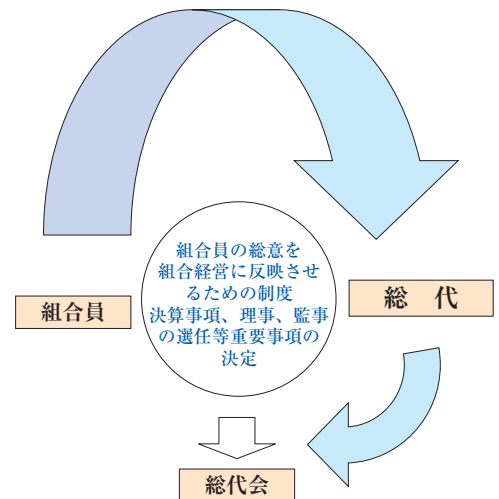 組合員の総意を
組合経営に反映させ
るための制度
決算事項、理事、監事
の選任等重要事項の
決定
組合員
総　代
総代会